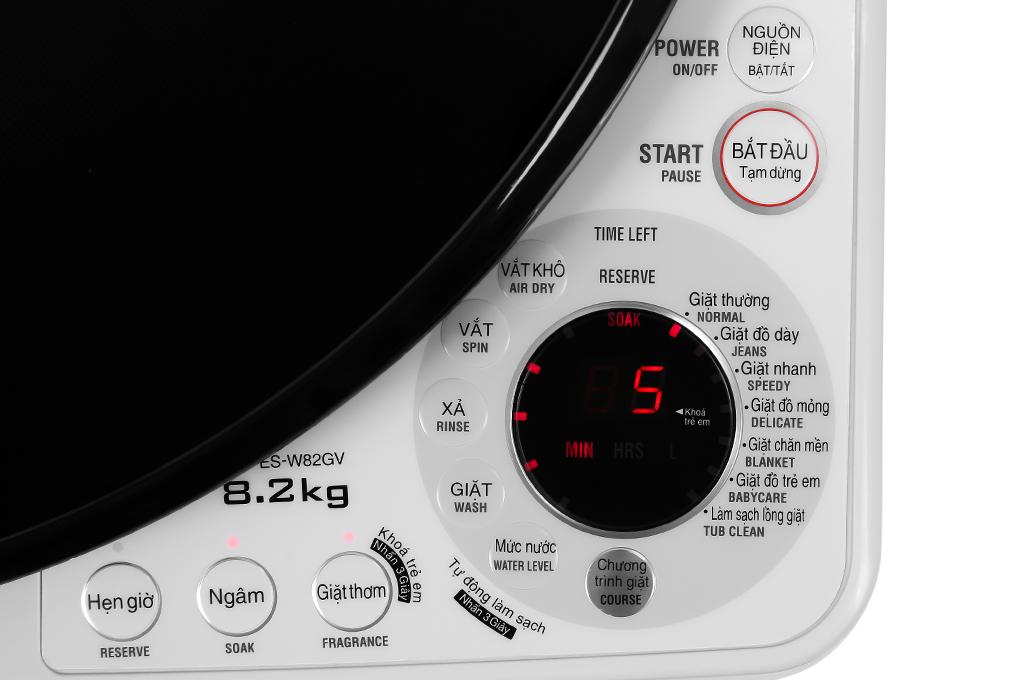 POWER
ON/OFF
NGUỒN
ĐIỆN
BẬT/TẮT
START
PAUSE
BẮT ĐẦU
Tạm dừng
TIME LEFT
RESERVE
VẮT KHÔ
AIR DRY
VẮT
SPIN
XẢ
RINSE
GIẶT
WASH
Mức nước
WATER LEVEL
SOAK
5
Khoá
trẻ em
MIN HRS L
Giặt thường
NORMAL
Giặt đồ dày
JEANS
Giặt nhanh
SPEEDY
Giặt đồ mỏng
DELICATE
Giặt chăn mền
BLANKET
Giặt đồ trẻ em
BABYCARE
Làm sạch lồng giặt
TUB CLEAN
Chương
trình giặt
COURSE
ES-W82GV
8.2kg
Hẹn giờ
RESERVE
Ngâm
SOAK
Giặt thơm
FRAGRANCE
Khoá trẻ em
Nhấn 3 Giây
Tự động làm sạch
Nhấn 3 Giây